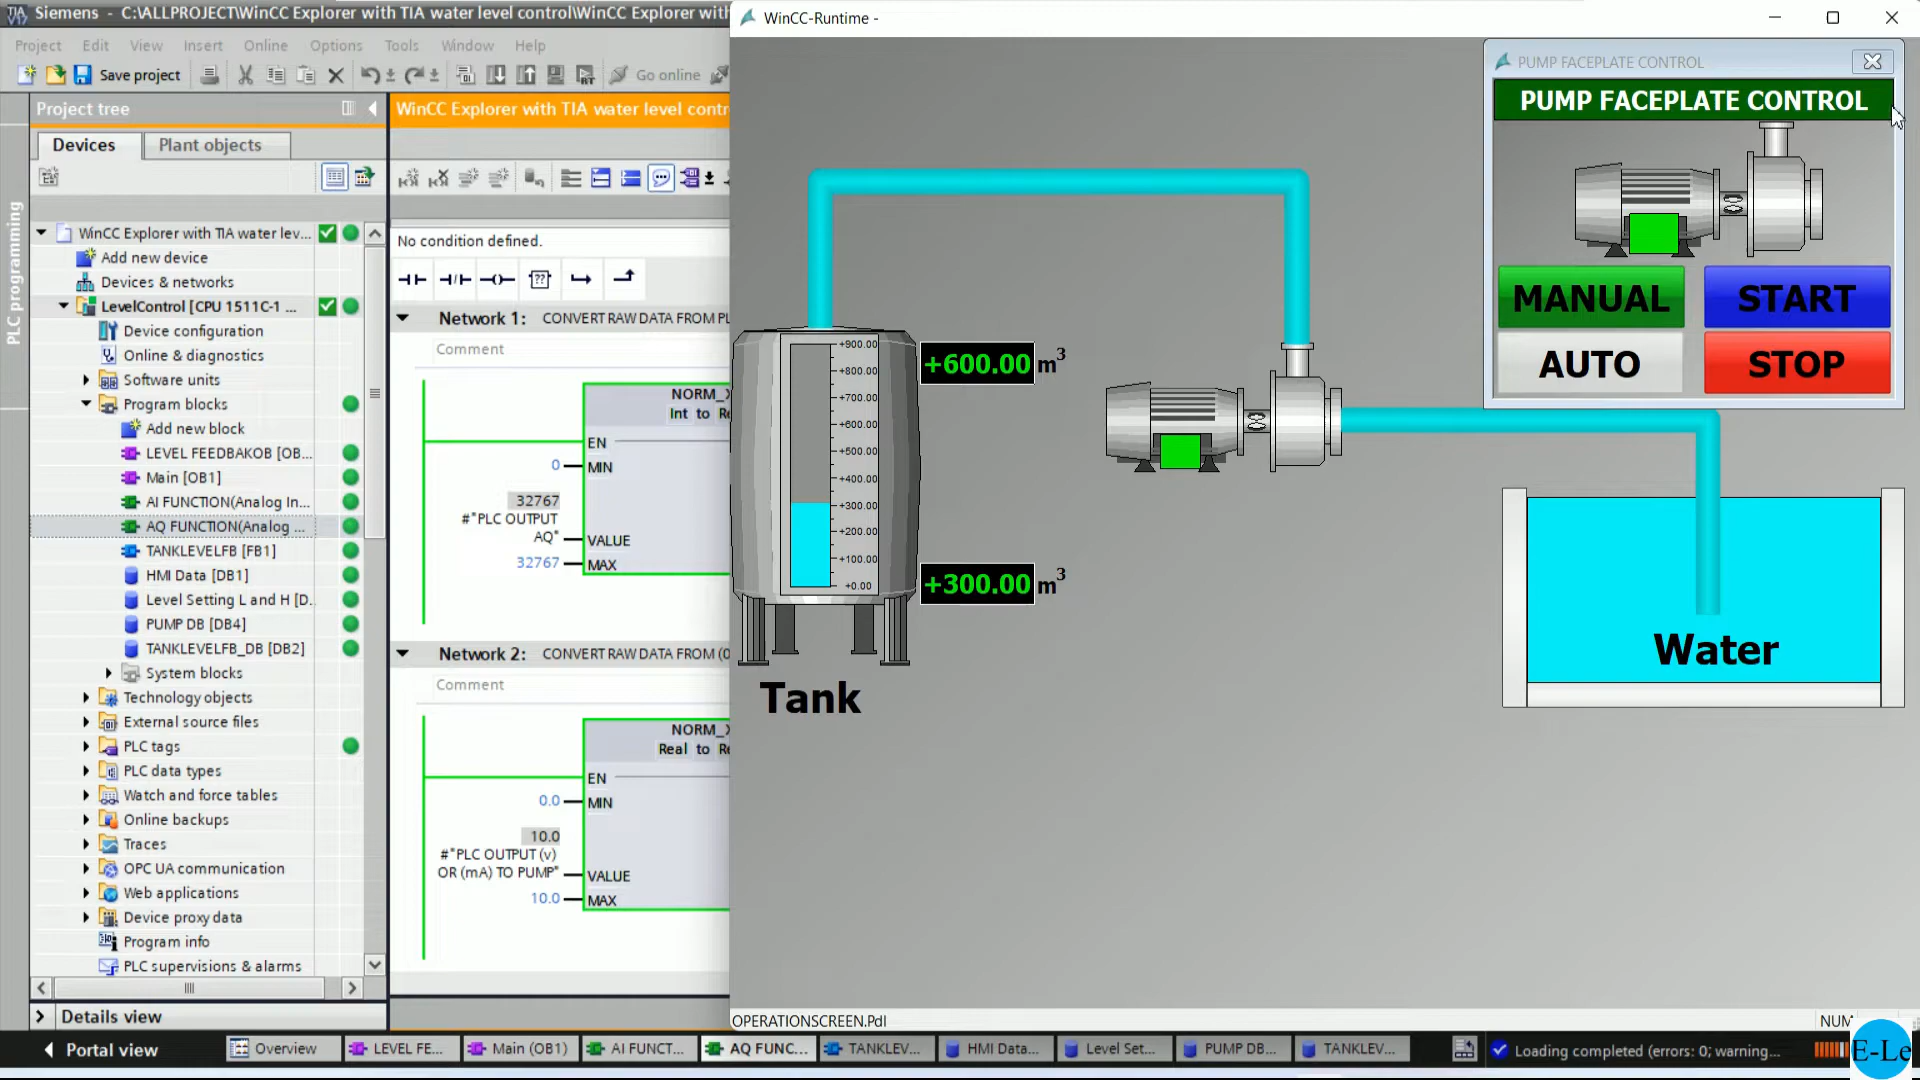 Siemens - C:\ALLPROJECT\WinCC Explorer with TIA water level control\WinCC Explorer with
Project Edit View Insert Online Options Tools Window Help
Save project
Go online
Project tree
Devices
Plant objects
PLC programming
WinCC Explorer with TIA water lev...
Add new device
Devices & networks
LevelControl [CPU 1511C-1 ...
Device configuration
Online & diagnostics
Software units
Program blocks
Add new block
LEVEL FEEDBAKOB [OB...
Main [OB1]
AI FUNCTION(Analog In...
AQ FUNCTION(Analog ...
TANKLEVELFB [FB1]
HMI Data [DB1]
Level Setting L and H [D...
PUMP DB [DB4]
TANKLEVELFB_DB [DB2]
System blocks
Technology objects
External source files
PLC tags
PLC data types
Watch and force tables
Online backups
Traces
OPC UA communication
Web applications
Device proxy data
Program info
PLC supervisions & alarms
Details view
Portal view
WinCC Explorer with TIA water level contr
No condition defined.
??
Network 1: CONVERT RAW DATA FROM PL
Comment
NORM_X
Int to Re
EN
0 MIN
32767
#"PLC OUTPUT
AQ" VALUE
32767 MAX
Network 2: CONVERT RAW DATA FROM (0
Comment
NORM_X
Real to Re
EN
0.0 MIN
10.0
#"PLC OUTPUT (v)
OR (mA) TO PUMP" VALUE
10.0 MAX
WinCC-Runtime -
PUMP FACEPLATE CONTROL
PUMP FACEPLATE CONTROL
MANUAL
START
AUTO
STOP
+900.00
+800.00
+700.00
+600.00
+500.00
+400.00
+300.00
+200.00
+100.00
+0.00
+600.00 m³
+300.00 m³
Tank
Water
OPERATIONSCREEN.Pdl
NUM
Overview
LEVEL FE...
Main (OB1)
AI FUNCT...
AQ FUNC...
TANKLEV...
HMI Data...
Level Set...
PUMP DB...
TANKLEV...
Loading completed (errors: 0; warning...
E-Le